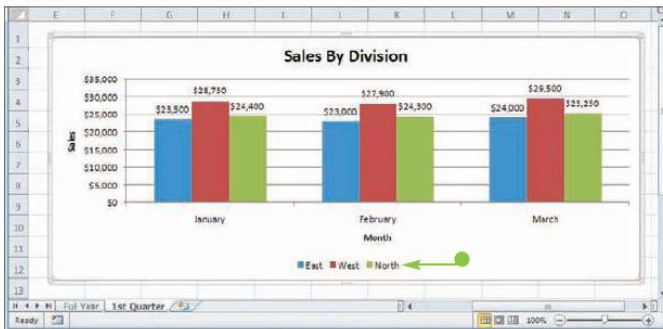 E F G H I J K L M N O
1
2
3
4
5
6
7
8
9
10
11
12
13
Sales By Division
$35,000
$30,000
$25,000
$20,000
$15,000
$10,000
$5,000
$0
Sales
$23,500 $28,750 $24,400
$23,000 $27,900 $24,300
$24,000 $29,500 $25,250
January February March
Month
East West North
Full Year 1st Quarter
Ready 100%